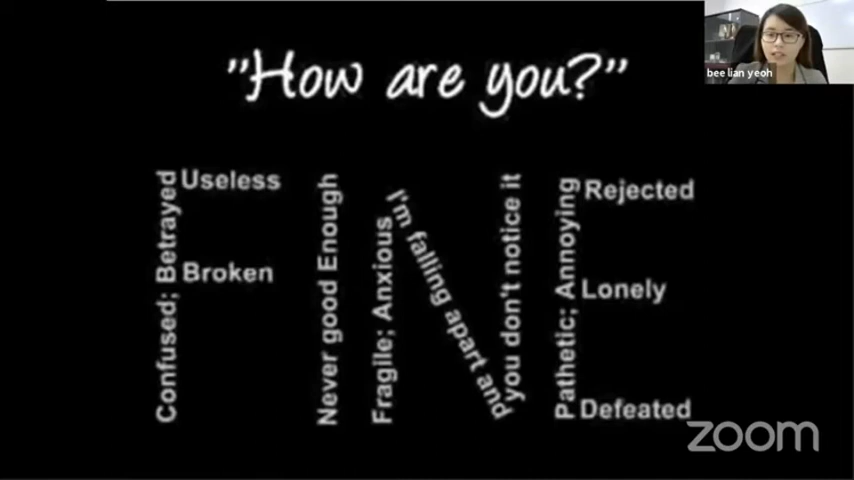 "How are you?"
Confused; Betrayed
Useless
Broken
Never good Enough
Fragile; Anxious
I'm falling apart and
you don't notice it
Pathetic; Annoying
Rejected
Lonely
Defeated
bee lian yeoh
zoom